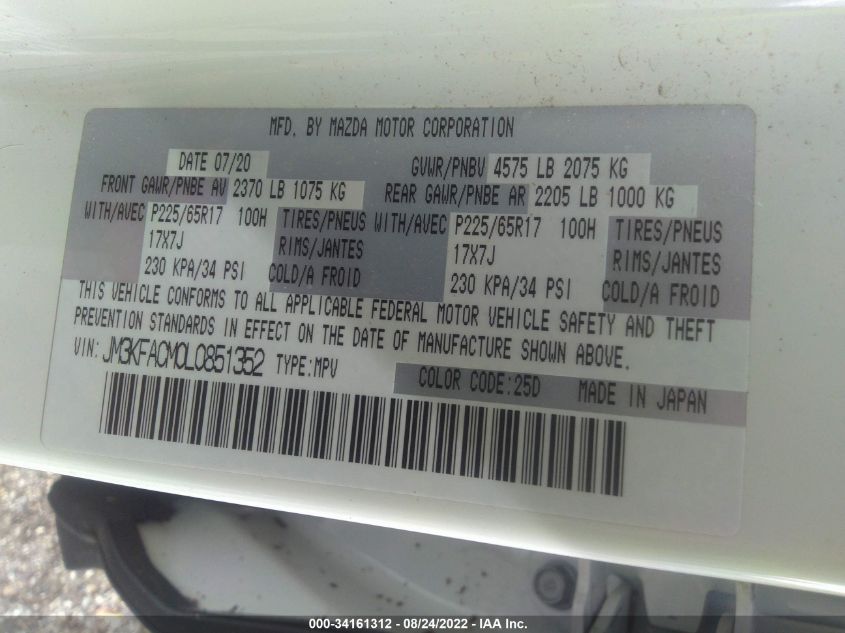 MFD. BY MAZDA MOTOR CORPORATION
DATE 07/20 GVWR/PNBV 4575 LB 2075 KG
FRONT GAWR/PNBE AV 2370 LB 1075 KG REAR GAWR/PNBE AR 2205 LB 1000 KG
WITH/AVEC P225/65R17 100H TIRES/PNEUS WITH/AVEC P225/65R17 100H TIRES/PNEUS
17X7J RIMS/JANTES 17X7J RIMS/JANTES
230 KPA/34 PSI COLD/A FROID 230 KPA/34 PSI COLD/A FROID
THIS VEHICLE CONFORMS TO ALL APPLICABLE FEDERAL MOTOR VEHICLE SAFETY AND THEFT
PREVENTION STANDARDS IN EFFECT ON THE DATE OF MANUFACTURE SHOWN ABOVE.
VIN: JM3KFACM0L0851352 TYPE:MPV
COLOR CODE:25D MADE IN JAPAN
000-34161312 - 08/24/2022 - IAA Inc.